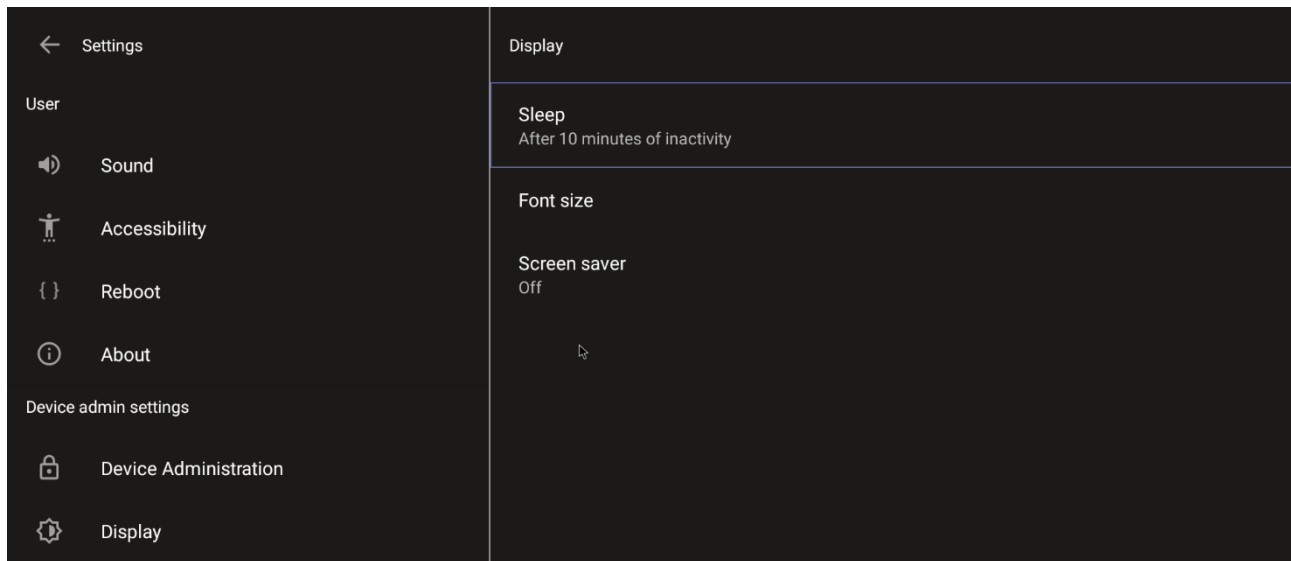 Settings
User
Sound
Accessibility
{ } Reboot
About
Device admin settings
Device Administration
Display
Display
Sleep
After 10 minutes of inactivity
Font size
Screen saver
Off